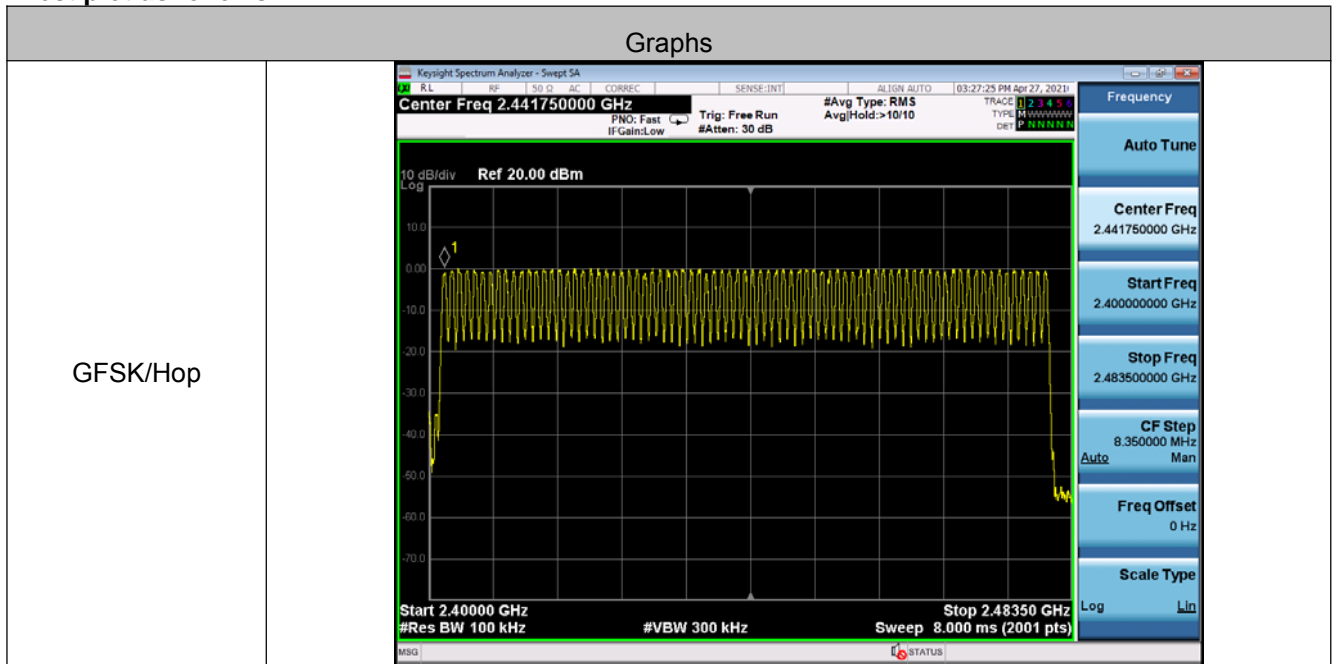 Graphs
GFSK/Hop
Keysight Spectrum Analyzer - Swept SA
RL RF 50 Ω AC CORREC SENSE:INT ALIGN AUTO 03:27:25 PM Apr 27, 2021
Center Freq 2.441750000 GHz
PNO: Fast
IFGain:Low
Trig: Free Run
#Atten: 30 dB
#Avg Type: RMS
Avg|Hold:>10/10
TRACE 1 2 3 4 5 6
TYPE M WWWWW
DET P N N N N N
10 dB/div Ref 20.00 dBm
Log
10.0
0.00
-10.0
-20.0
-30.0
-40.0
-50.0
-60.0
-70.0
1
Start 2.40000 GHz
Stop 2.48350 GHz
#Res BW 100 kHz
#VBW 300 kHz
Sweep 8.000 ms (2001 pts)
MSG
STATUS
Frequency
Auto Tune
Center Freq
2.441750000 GHz
Start Freq
2.400000000 GHz
Stop Freq
2.483500000 GHz
CF Step
8.350000 MHz
Auto Man
Freq Offset
0 Hz
Scale Type
Log Lin